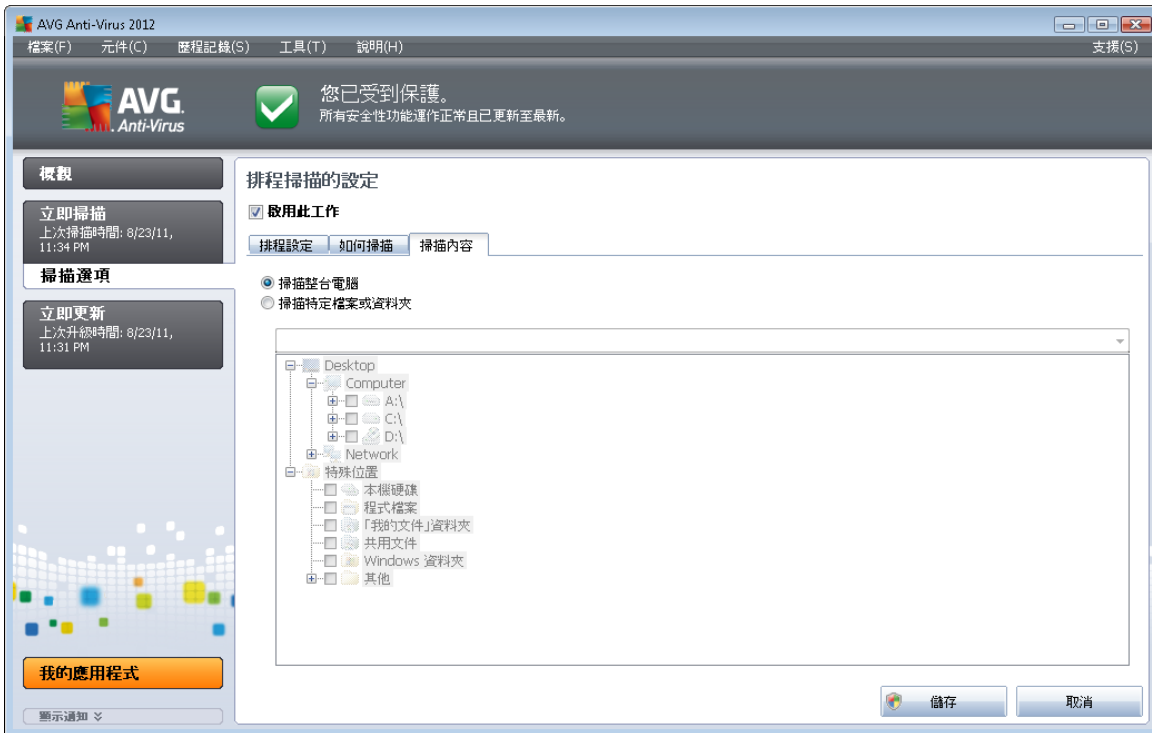 AVG Anti-Virus 2012
檔案(F) 元件(C) 歷程記錄(S) 工具(T) 說明(H) 支援(S)
AVG.
Anti-Virus
您已受到保護。
所有安全性功能運作正常且已更新至最新。
概觀
立即掃描
上次掃描時間: 8/23/11,
11:34 PM
掃描選項
立即更新
上次升級時間: 8/23/11,
11:31 PM
我的應用程式
顯示通知
排程掃描的設定
啟用此工作
排程設定 如何掃描 掃描內容
掃描整台電腦
掃描特定檔案或資料夾
Desktop
Computer
A:\
C:\
D:\
Network
特殊位置
本機硬碟
程式檔案
「我的文件」資料夾
共用文件
Windows 資料夾
其他
儲存 取消